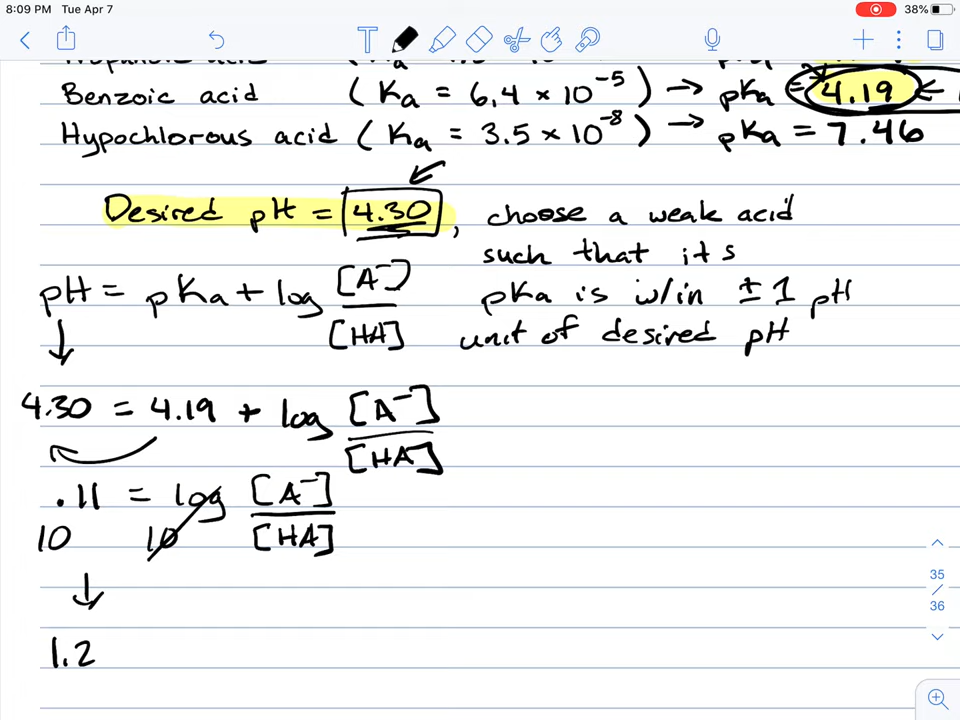 8:09 PM Tue Apr 7
38%
Benzoic acid (Ka = 6.4 × 10⁻⁵) → pKa = 4.19 ←
Hypochlorous acid (Ka = 3.5 × 10⁻⁸) → pKa = 7.46
Desired pH = 4.30, choose a weak acid
such that its
pH = pKa + log [A⁻]/[HA]
pKa is w/in ± 1 pH
unit of desired pH
↓
4.30 = 4.19 + log [A⁻]/[HA]
.11 = log [A⁻]/[HA]
10 10
↓
1.2
35
/
36